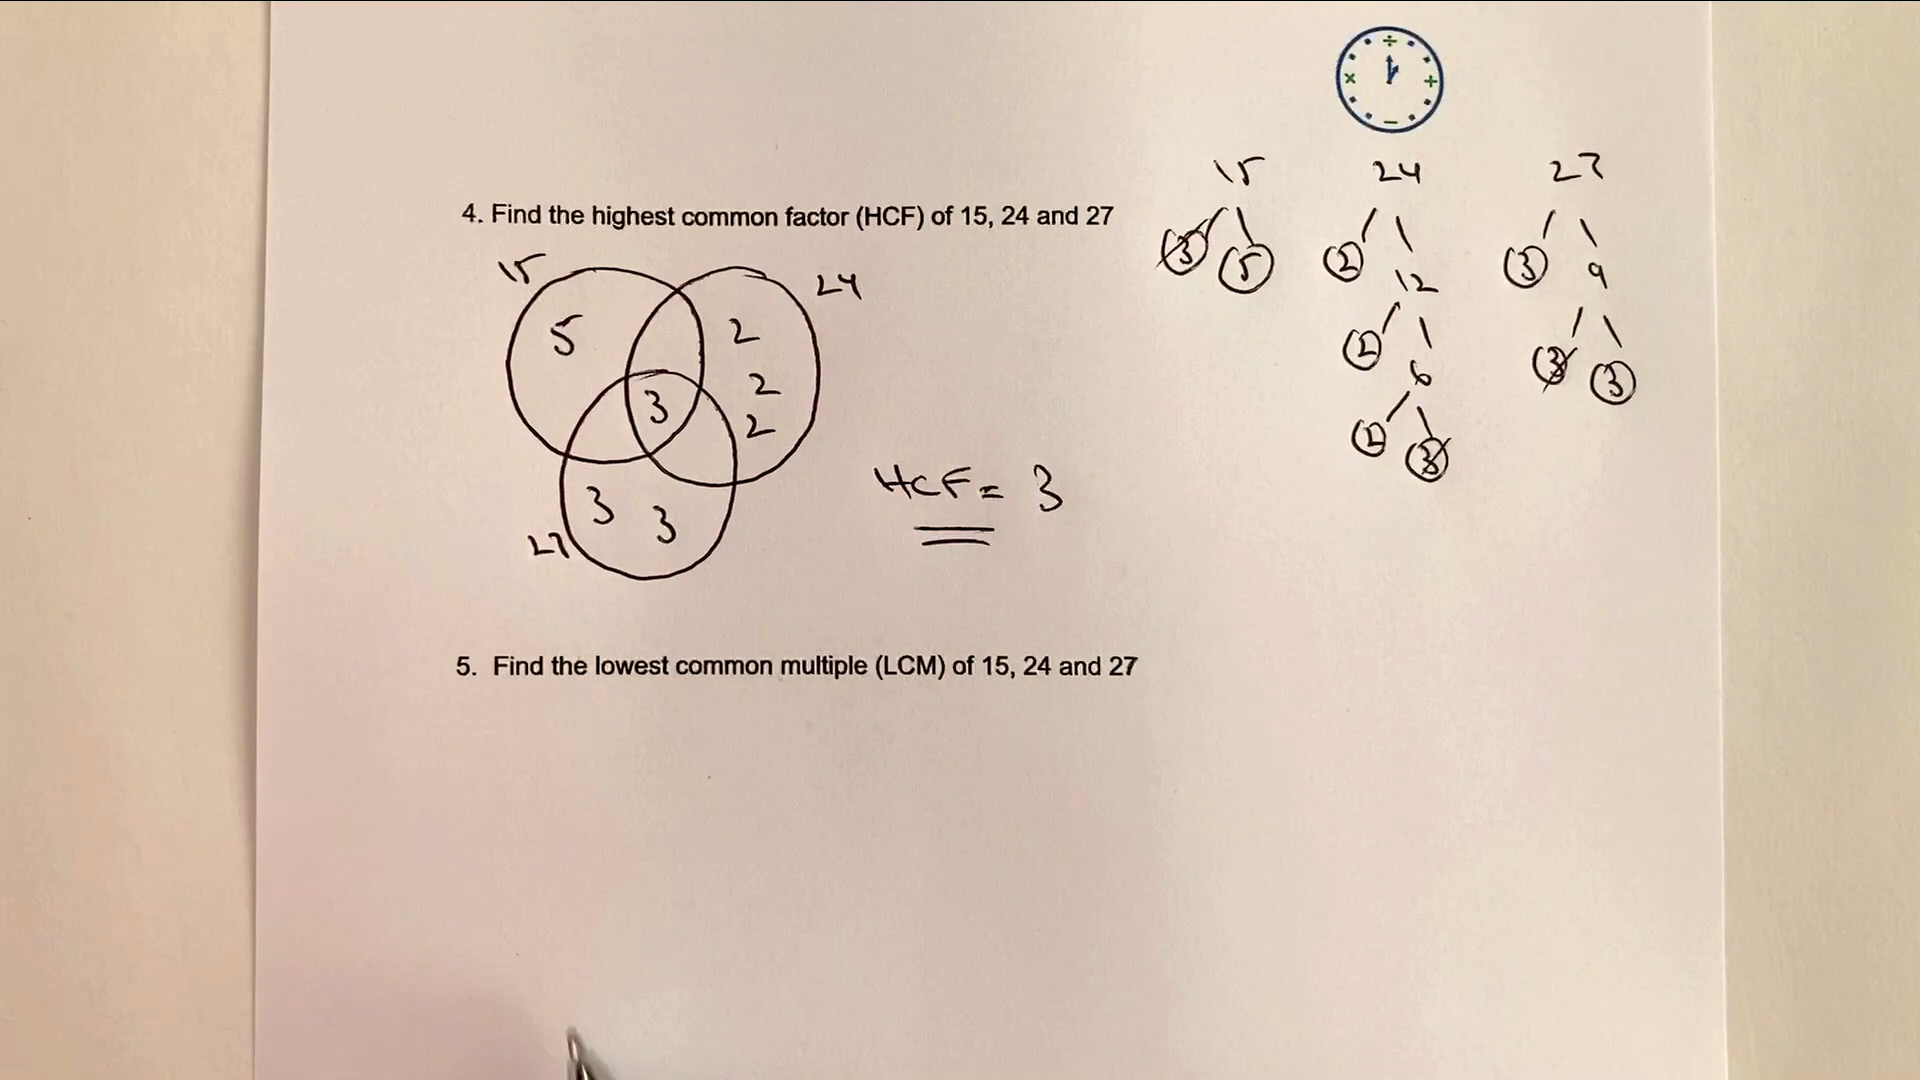 ÷
× +
−
15 24 27
4. Find the highest common factor (HCF) of 15, 24 and 27
3 5 2 12 3 9
15 24
5 2
2 6 3 3
2
3
2
2 3
HCF = 3
3 3
27
5. Find the lowest common multiple (LCM) of 15, 24 and 27